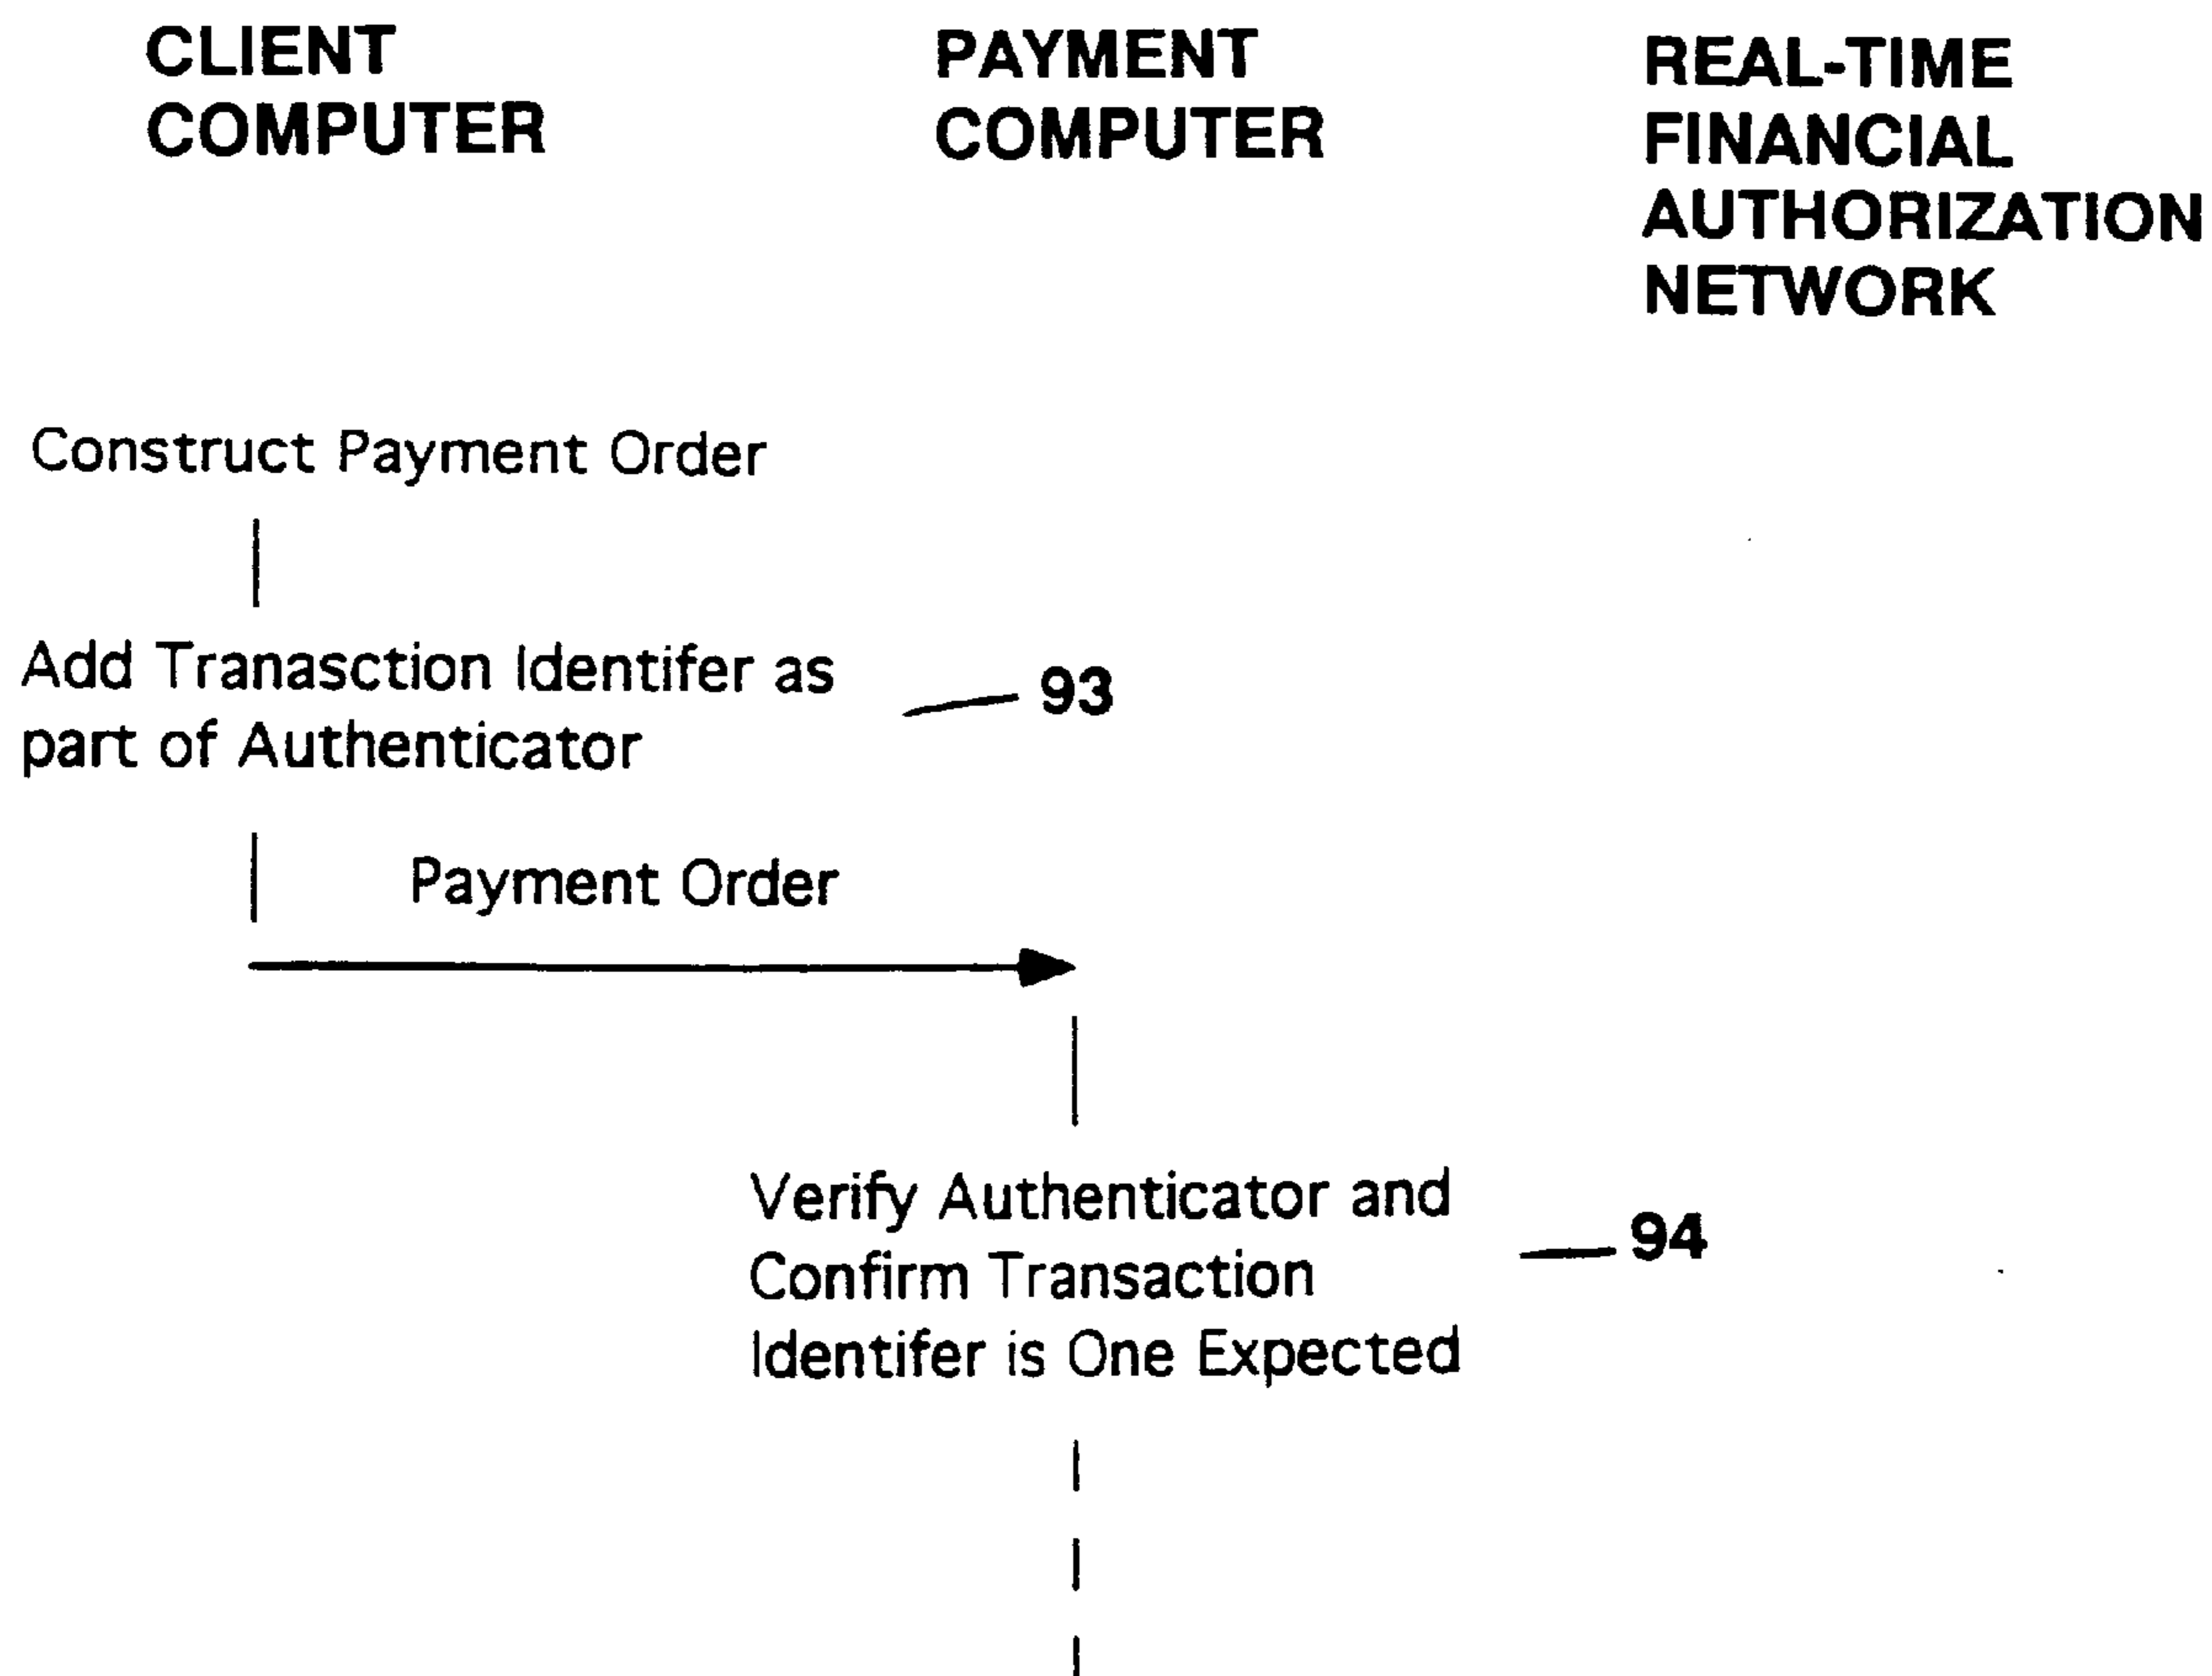 CLIENT
COMPUTER
PAYMENT
COMPUTER
REAL-TIME
FINANCIAL
AUTHORIZATION
NETWORK
Construct Payment Order
Add Tranasction Identifer as
part of Authenticator
93
Payment Order
Verify Authenticator and
Confirm Transaction
Identifer is One Expected
94